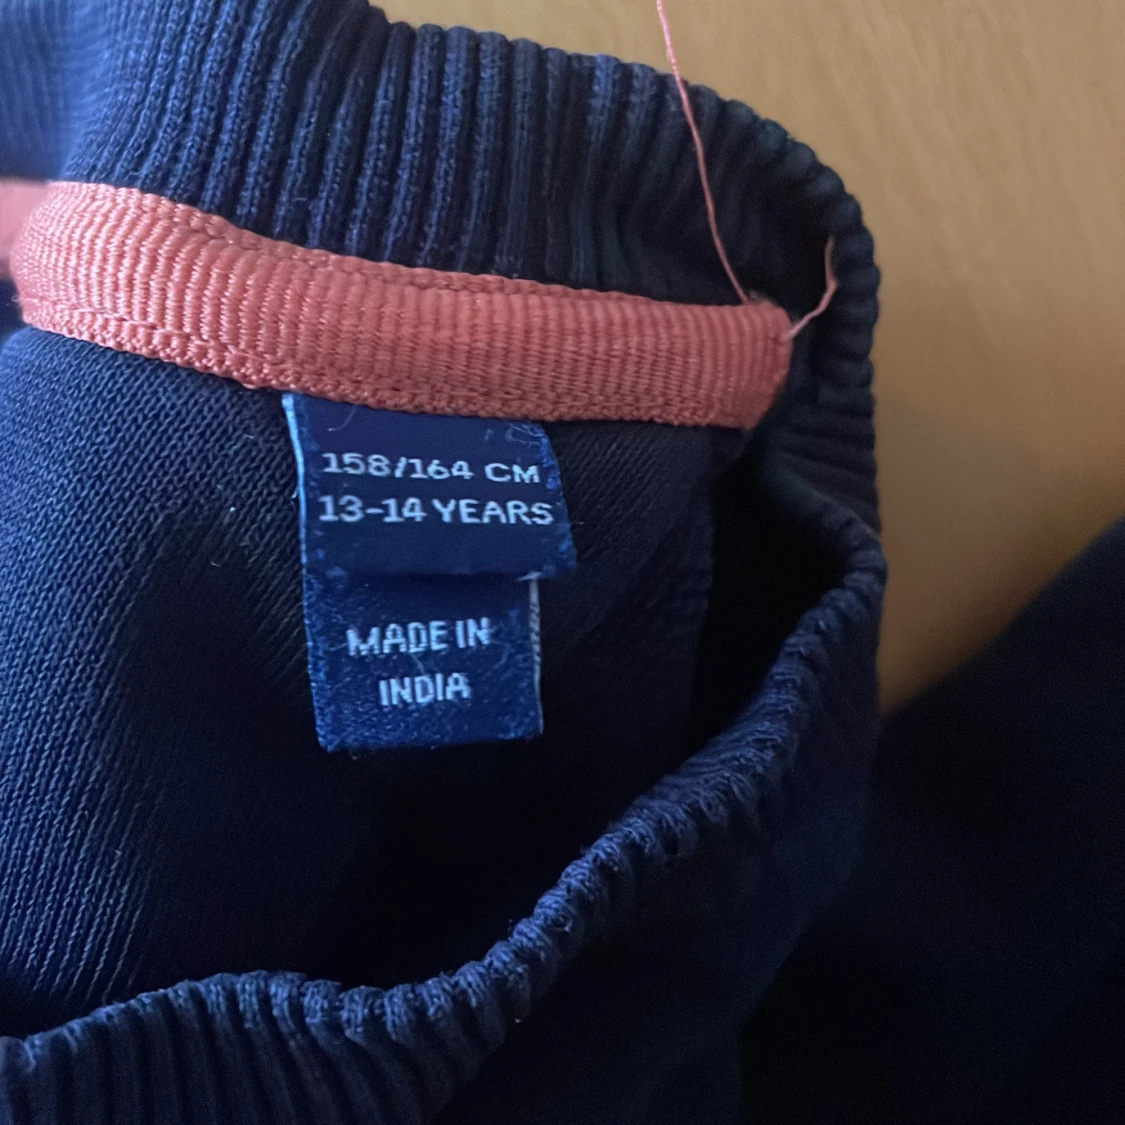 158/164 CM
13-14 YEARS
MADE IN
INDIA